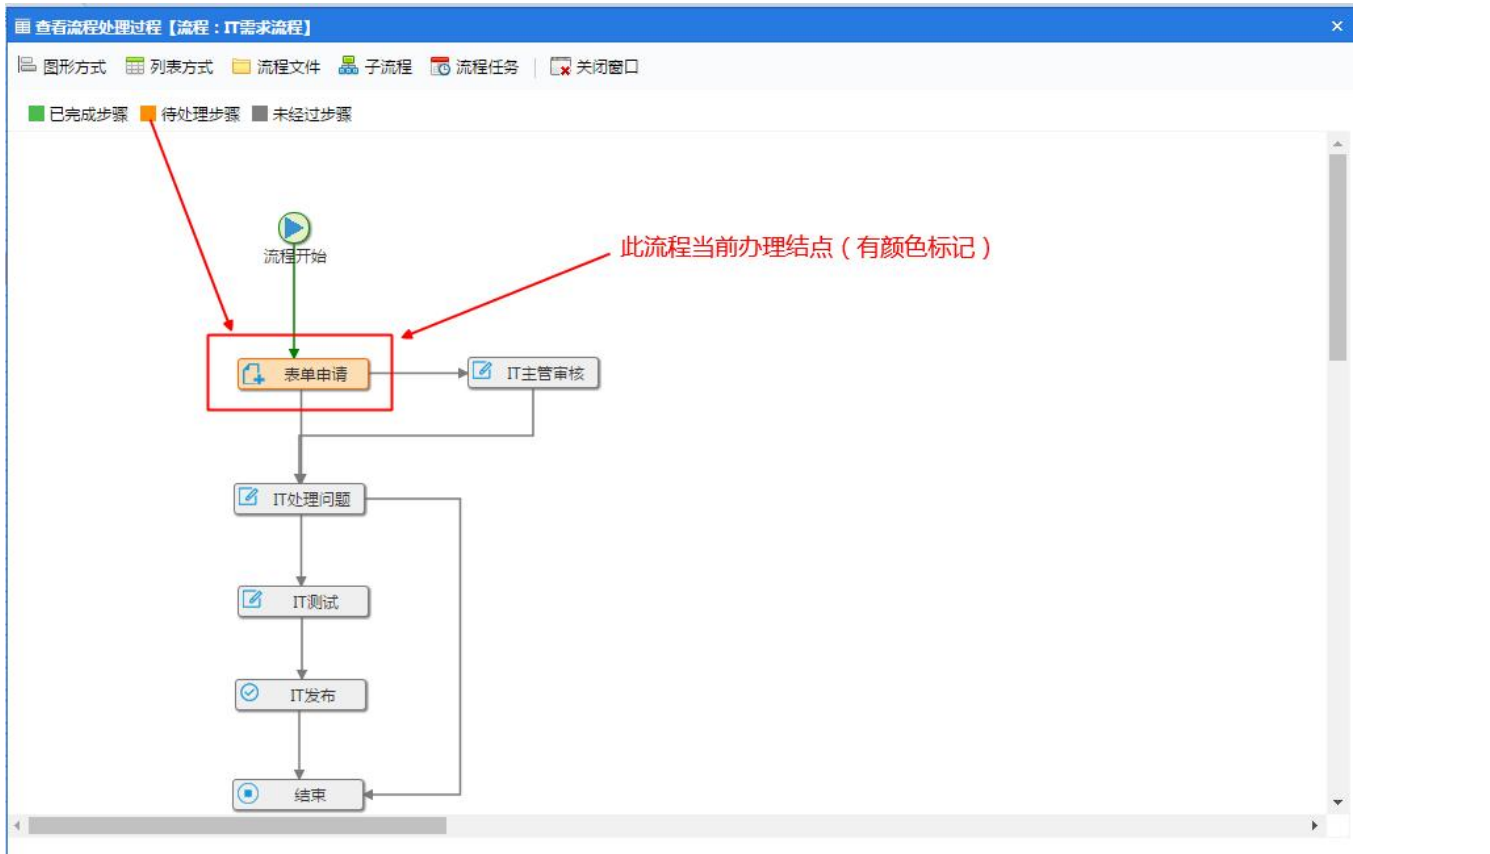 查看流程处理过程【流程：IT需求流程】
图形方式 列表方式 流程文件 子流程 流程任务 关闭窗口
已完成步骤 待处理步骤 未经过步骤
流程开始
此流程当前办理结点（有颜色标记）
表单申请
IT主管审核
IT处理问题
IT测试
IT发布
结束